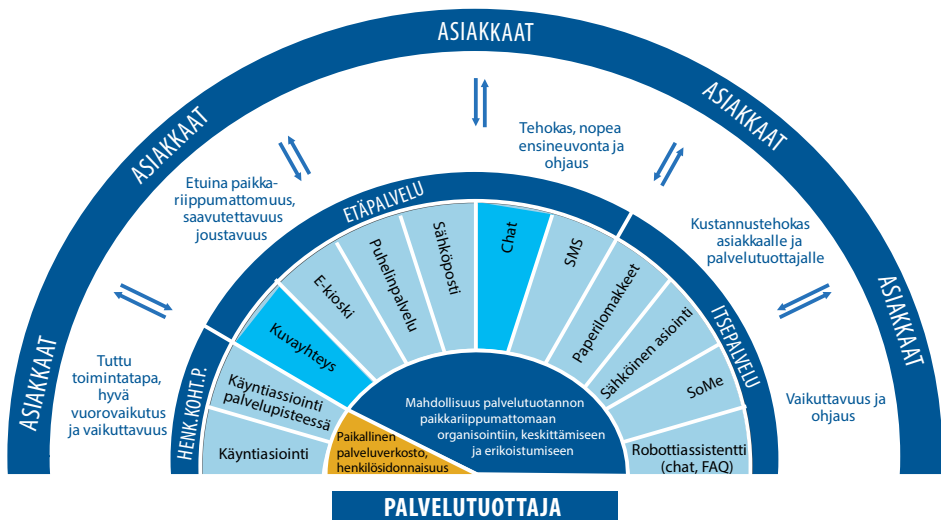 ASIAKKAAT
ASIAKKAAT
ASIAKKAAT
ASIAKKAAT
ASIAKKAAT
Tuttu
toimintatapa,
hyvä
vuorovaikutus
ja vaikuttavuus
Etuina paikka-
riippumattomuus,
saavutettavuus
joustavuus
Tehokas, nopea
ensineuvonta ja
ohjaus
Kustannustehokas
asiakkaalle ja
palvelutuottajalle
Vaikuttavuus ja
ohjaus
HENK.KOHT.P.
ETÄPALVELU
ITSEPALVELU
Käyntiasiointi
Käyntiassiointi
palvelupisteessä
Kuvayhteys
E-kioski
Puhelinpalvelu
Sähköposti
Chat
SMS
Paperilomakkeet
Sähköinen asiointi
SoMe
Robottiassistentti
(chat, FAQ)
Paikallinen
palveluverkosto,
henkilösidonnaisuus
Mahdollisuus palvelutuotannon
paikkariippumattomaan
organisointiin, keskittämiseen
ja erikoistumiseen
PALVELUTUOTTAJA